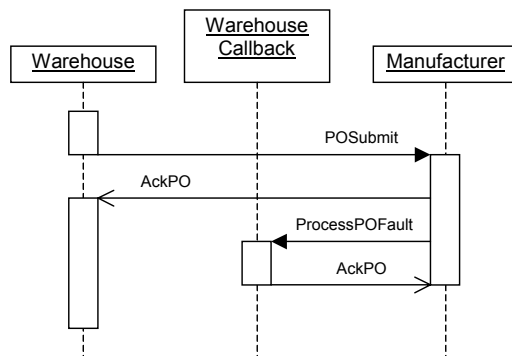 Warehouse
Warehouse
Callback
Manufacturer
POSubmit
AckPO
ProcessPOFault
AckPO